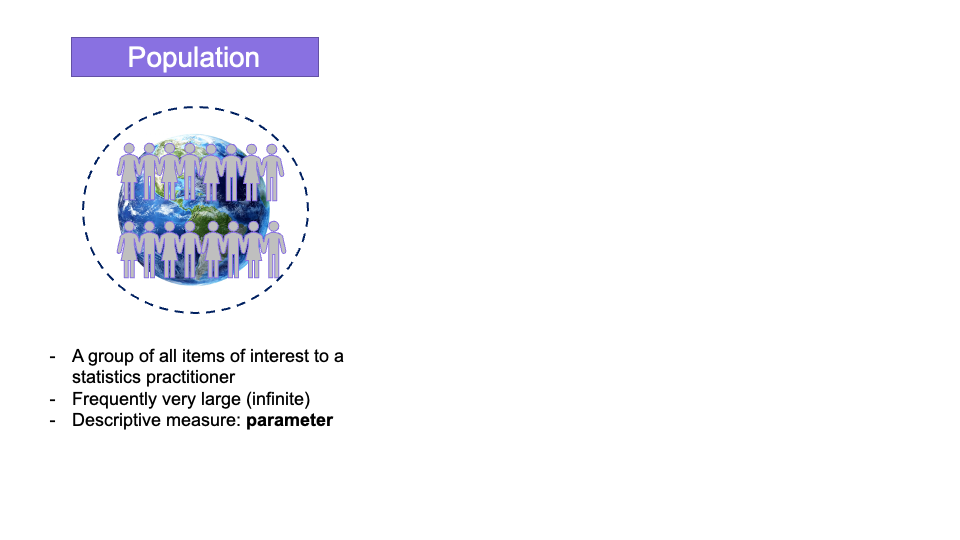 Population
- A group of all items of interest to a
statistics practitioner
- Frequently very large (infinite)
- Descriptive measure: parameter